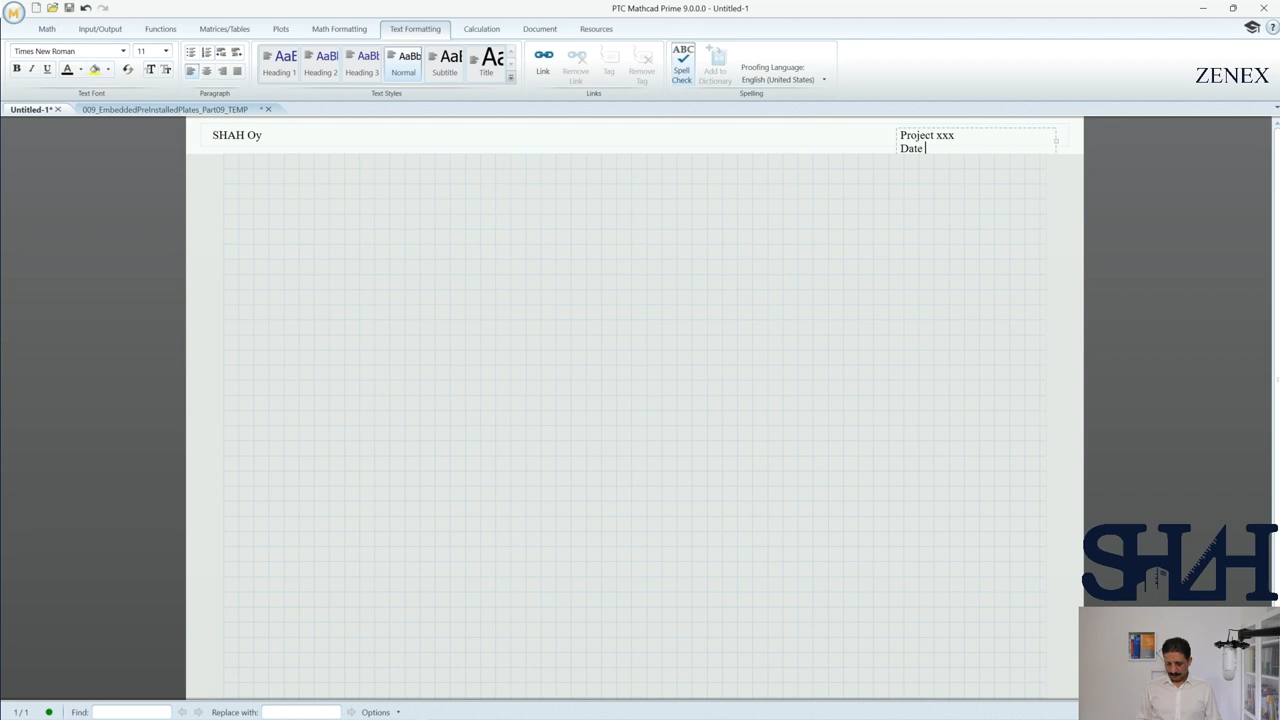 PTC Mathcad Prime 9.0.0.0 - Untitled-1
Math Input/Output Functions Matrices/Tables Plots Math Formatting Text Formatting Calculation Document Resources
Times New Roman 11
B I U A
Text Font
Paragraph
Heading 1 Heading 2 Heading 3 Normal Subtitle Title
Text Styles
Link Remove Link Tag Remove Tag
Links
ABC
Spell Check Add to Dictionary
Proofing Language:
English (United States)
Spelling
ZENEX
Untitled-1* 009_EmbeddedPreInstalledPlates_Part09_TEMP *
SHAH Oy
Project xxx
Date
SHAH
1 / 1 Find: Replace with: Options